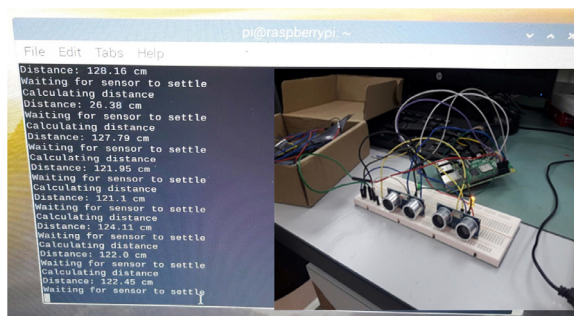 pi@raspberrypi: ~
File Edit Tabs Help
Distance: 128.16 cm
Waiting for sensor to settle
Calculating distance
Distance: 26.38 cm
Waiting for sensor to settle
Calculating distance
Distance: 127.79 cm
Waiting for sensor to settle
Calculating distance
Distance: 121.95 cm
Waiting for sensor to settle
Calculating distance
Distance: 121.1 cm
Waiting for sensor to settle
Calculating distance
Distance: 124.11 cm
Waiting for sensor to settle
Calculating distance
Distance: 122.0 cm
Waiting for sensor to settle
Calculating distance
Distance: 122.45 cm
Waiting for sensor to settle
hp